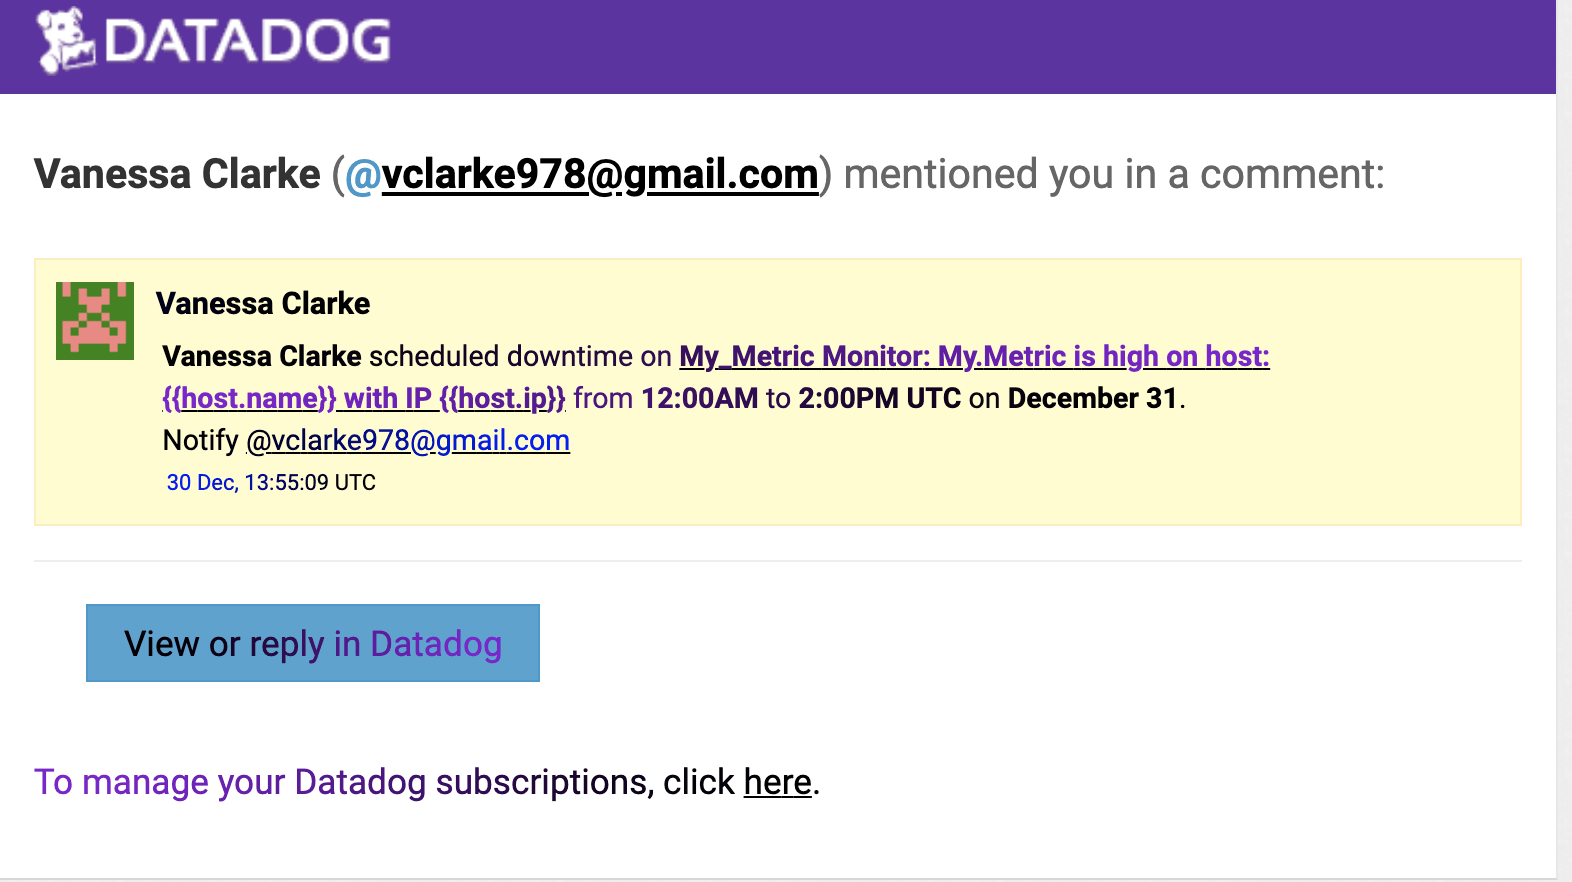 DATADOG
Vanessa Clarke (@vclarke978@gmail.com) mentioned you in a comment:
Vanessa Clarke
Vanessa Clarke scheduled downtime on My_Metric Monitor: My.Metric is high on host:
{{host.name}} with IP {{host.ip}} from 12:00AM to 2:00PM UTC on December 31.
Notify @vclarke978@gmail.com
30 Dec, 13:55:09 UTC
View or reply in Datadog
To manage your Datadog subscriptions, click here.